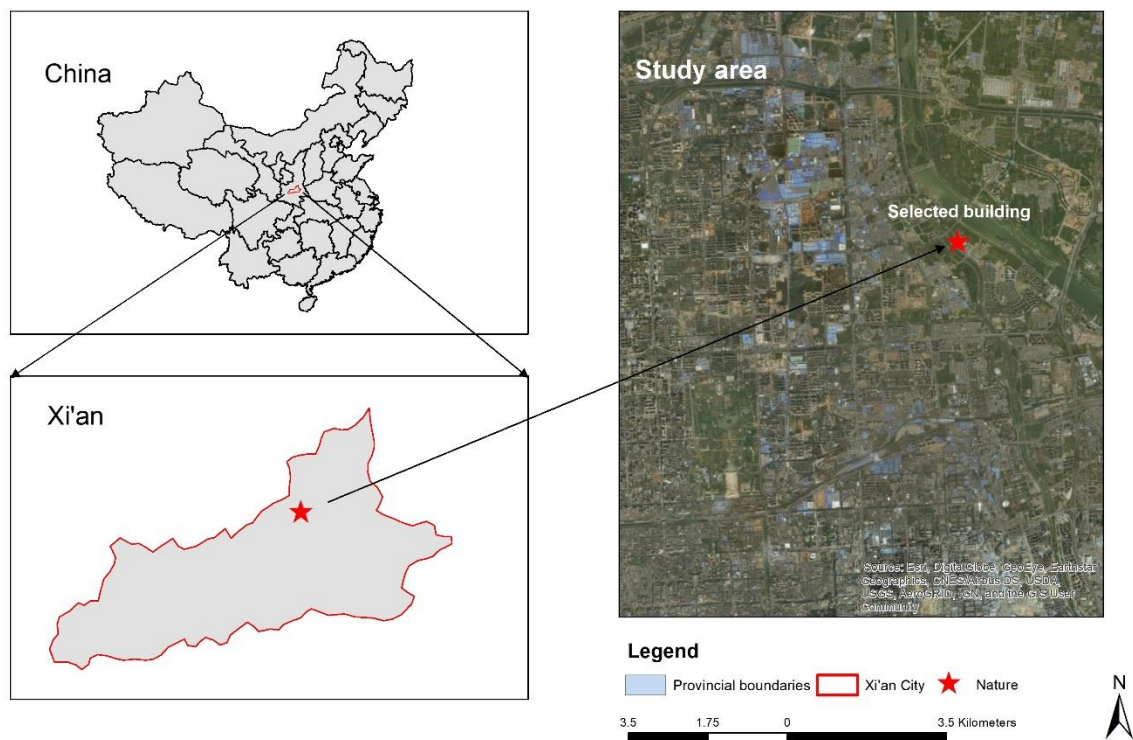 China
Xi'an
Study area
Selected building
Source: Esri, DigitalGlobe, GeoEye, Earthstar
Geographics, CNES/Airbus DS, USDA,
USGS, AeroGRID, IGN, and the GIS User
Community
Legend
Provincial boundaries Xi'an City Nature
3.5 1.75 0 3.5 Kilometers
N